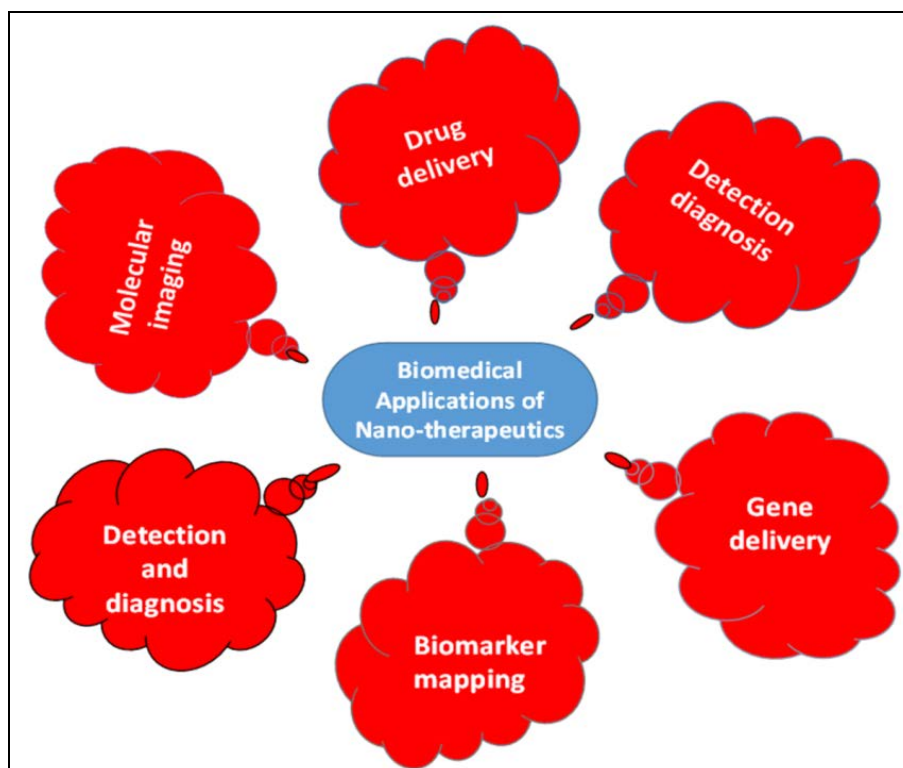 Drug
delivery
Detection
diagnosis
Molecular
imaging
Biomedical
Applications of
Nano-therapeutics
Gene
delivery
Detection
and
diagnosis
Biomarker
mapping